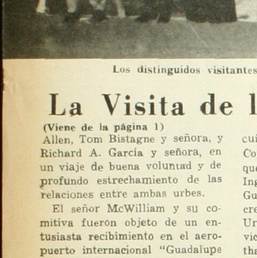 Los distinguidos visitantes
La Visita de l
(Viene de la página 1)
Allen, Tom Bistagne y señora, y
Richard A. García y señora, en
un viaje de buena voluntad y de
profundo estrechamiento de las
relaciones entre ambas urbes.
El señor McWilliam y su co-
mitiva fueron objeto de un en-
tusiasta recibimiento en el aero-
puerto internacional "Guadalupe
cui
Co
que
Ing
Gu
cre
Ur
vic
thr